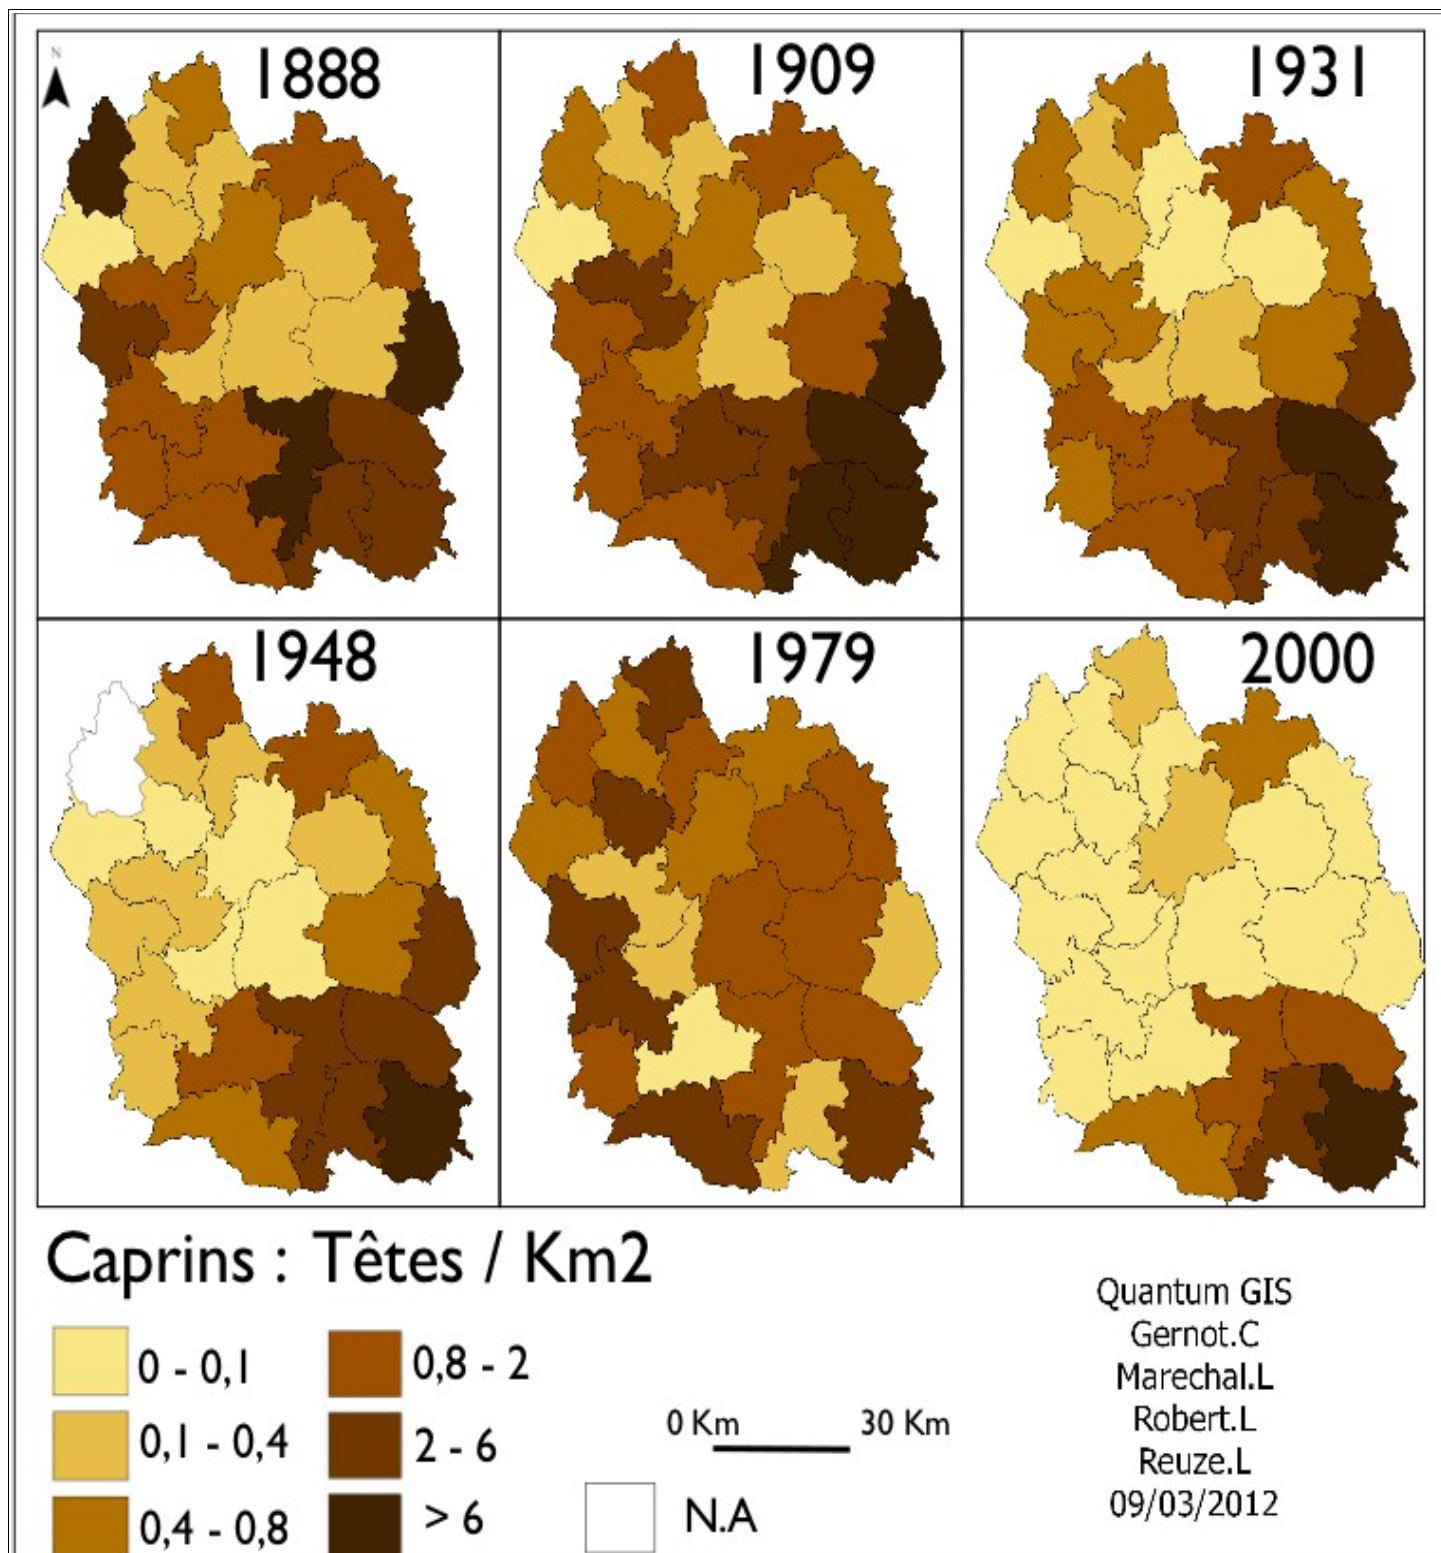 N
1888
1909
1931
1948
1979
2000
Caprins : Têtes / Km2
0 - 0,1
0,1 - 0,4
0,4 - 0,8
0,8 - 2
2 - 6
> 6
0 Km 30 Km
N.A
Quantum GIS
Gernot.C
Marechal.L
Robert.L
Reuze.L
09/03/2012